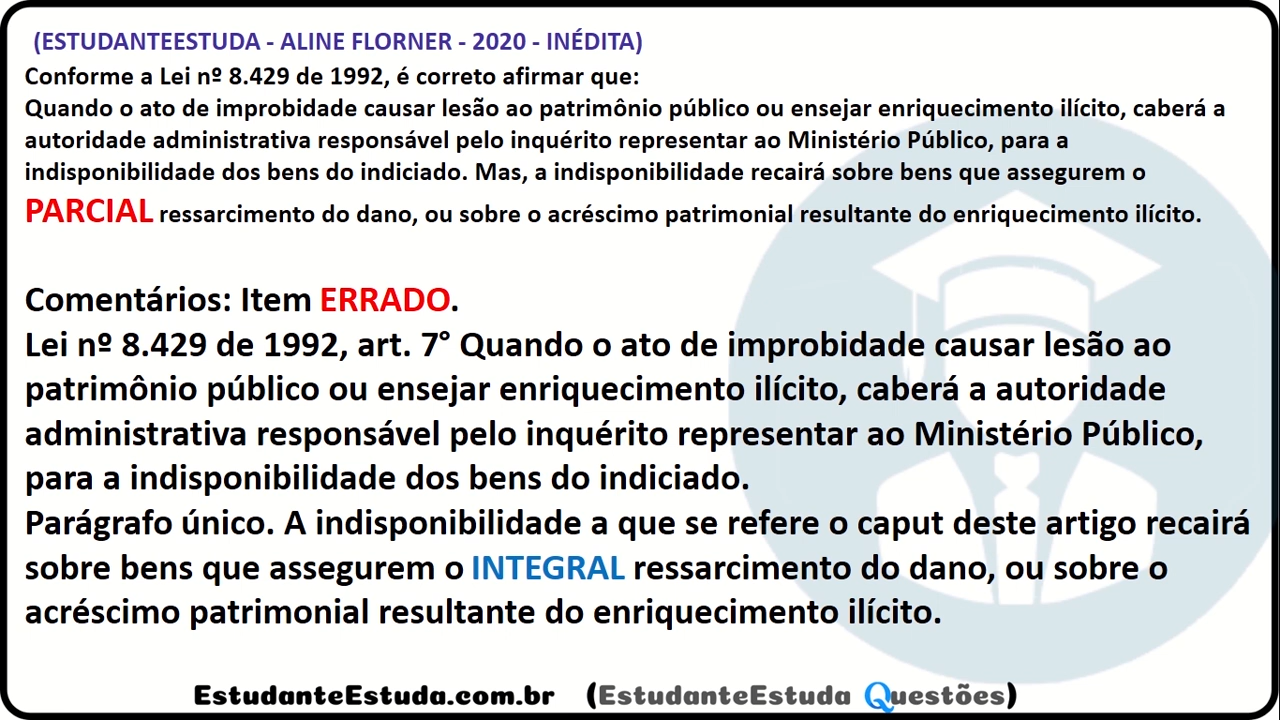 (ESTUDANTEESTUDA - ALINE FLORNER - 2020 - INÉDITA)
Conforme a Lei nº 8.429 de 1992, é correto afirmar que:
Quando o ato de improbidade causar lesão ao patrimônio público ou ensejar enriquecimento ilícito, caberá a
autoridade administrativa responsável pelo inquérito representar ao Ministério Público, para a
indisponibilidade dos bens do indiciado. Mas, a indisponibilidade recairá sobre bens que assegurem o
PARCIAL ressarcimento do dano, ou sobre o acréscimo patrimonial resultante do enriquecimento ilícito.
Comentários: Item ERRADO.
Lei nº 8.429 de 1992, art. 7° Quando o ato de improbidade causar lesão ao
patrimônio público ou ensejar enriquecimento ilícito, caberá a autoridade
administrativa responsável pelo inquérito representar ao Ministério Público,
para a indisponibilidade dos bens do indiciado.
Parágrafo único. A indisponibilidade a que se refere o caput deste artigo recairá
sobre bens que assegurem o INTEGRAL ressarcimento do dano, ou sobre o
acréscimo patrimonial resultante do enriquecimento ilícito.
EstudanteEstuda.com.br (EstudanteEstuda Questões)